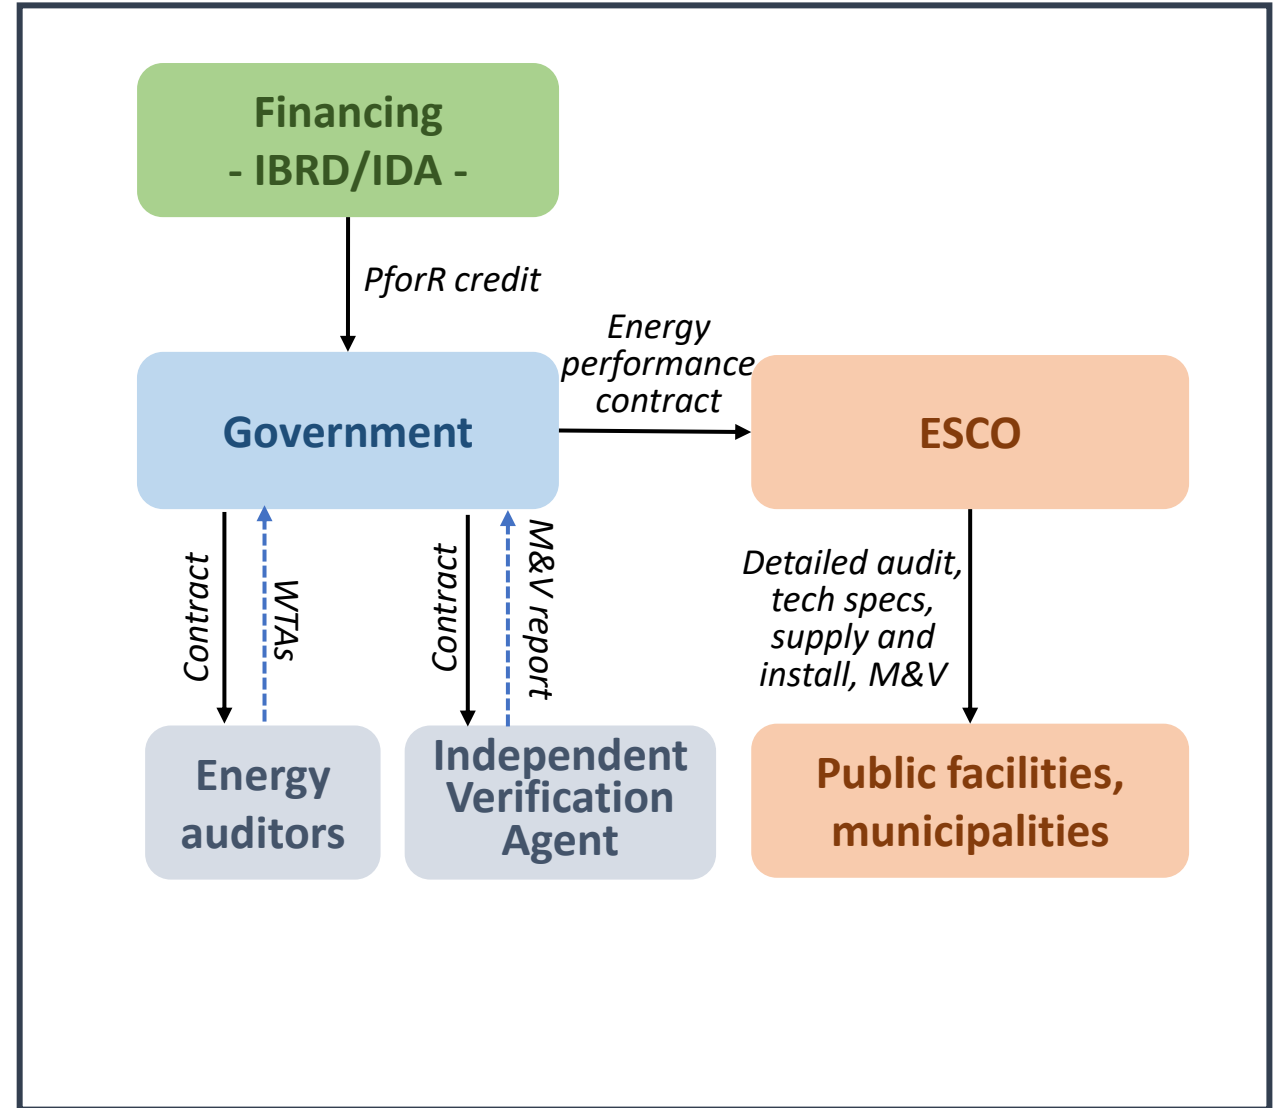 Financing
- IBRD/IDA -
PforR credit
Energy
performance
contract
Government
ESCO
Contract
WTAs
Contract
M&V report
Detailed audit,
tech specs,
supply and
install, M&V
Energy
auditors
Independent
Verification
Agent
Public facilities,
municipalities